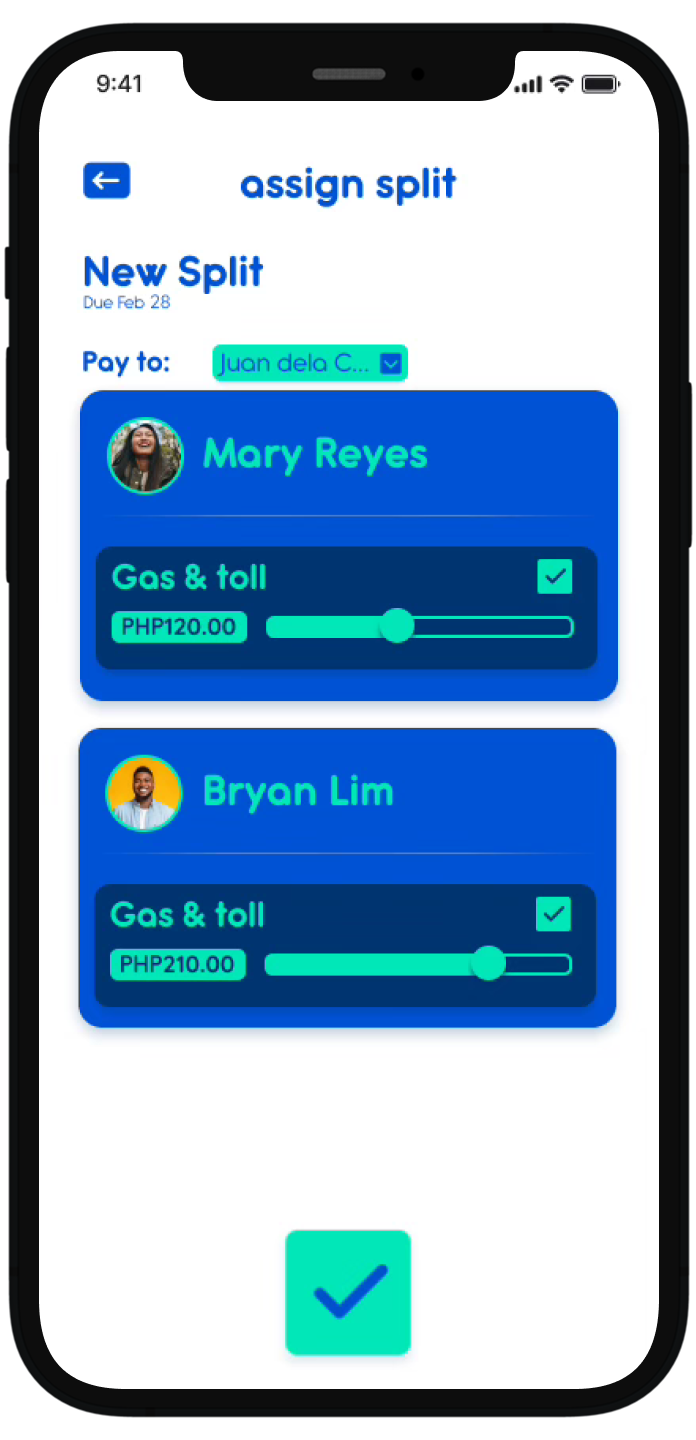 9:41
assign split
New Split
Due Feb 28
Pay to: Juan dela C...
Mary Reyes
Gas & toll
PHP120.00
Bryan Lim
Gas & toll
PHP210.00